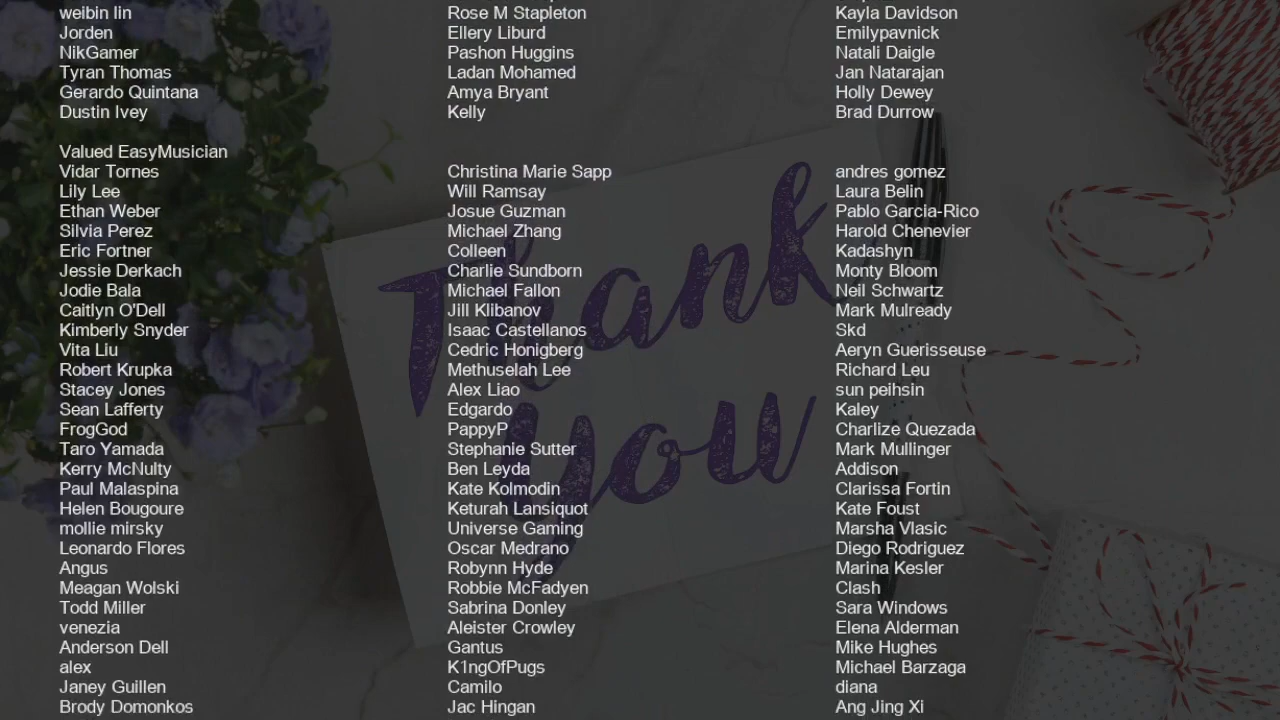 weibin lin
Jorden
NikGamer
Tyran Thomas
Gerardo Quintana
Dustin Ivey
Rose M Stapleton
Ellery Liburd
Pashon Huggins
Ladan Mohamed
Amya Bryant
Kelly
Kayla Davidson
Emilypavnick
Natali Daigle
Jan Natarajan
Holly Dewey
Brad Durrow
Valued EasyMusician
Vidar Tornes
Lily Lee
Ethan Weber
Silvia Perez
Eric Fortner
Jessie Derkach
Jodie Bala
Caitlyn O'Dell
Kimberly Snyder
Vita Liu
Robert Krupka
Stacey Jones
Sean Lafferty
FrogGod
Taro Yamada
Kerry McNulty
Paul Malaspina
Helen Bougoure
mollie mirsky
Leonardo Flores
Angus
Meagan Wolski
Todd Miller
venezia
Anderson Dell
alex
Janey Guillen
Brody Domonkos
Christina Marie Sapp
Will Ramsay
Josue Guzman
Michael Zhang
Colleen
Charlie Sundborn
Michael Fallon
Jill Klibanov
Isaac Castellanos
Cedric Honigberg
Methuselah Lee
Alex Liao
Edgardo
PappyP
Stephanie Sutter
Ben Leyda
Kate Kolmodin
Keturah Lansiquot
Universe Gaming
Oscar Medrano
Robynn Hyde
Robbie McFadyen
Sabrina Donley
Aleister Crowley
Gantus
K1ngOfPugs
Camilo
Jac Hingan
andres gomez
Laura Belin
Pablo Garcia-Rico
Harold Chenevier
Kadashyn
Monty Bloom
Neil Schwartz
Mark Mulready
Skd
Aeryn Guerisseuse
Richard Leu
sun peihsin
Kaley
Charlize Quezada
Mark Mullinger
Addison
Clarissa Fortin
Kate Foust
Marsha Vlasic
Diego Rodriguez
Marina Kesler
Clash
Sara Windows
Elena Alderman
Mike Hughes
Michael Barzaga
diana
Ang Jing Xi
Thank
you